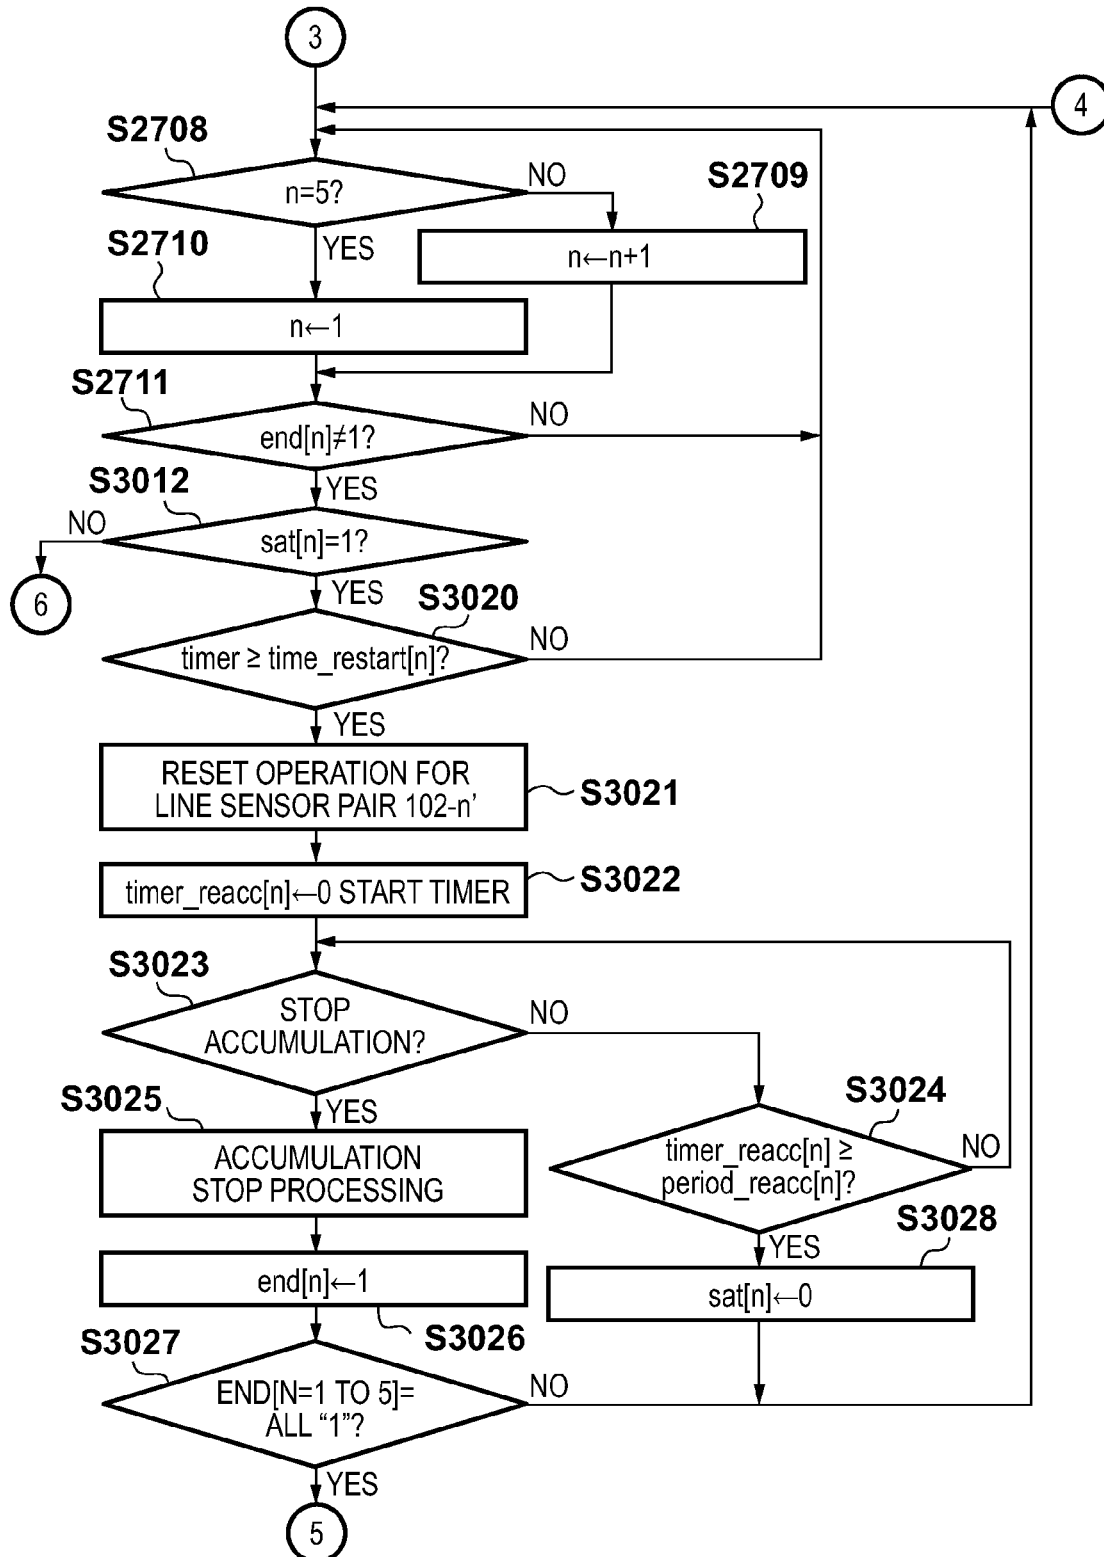 3
4
S2708
n=5?
NO
S2709
YES
n←n+1
S2710
n←1
S2711
end[n]≠1?
NO
YES
S3012
NO
sat[n]=1?
6
YES
S3020
timer ≥ time_restart[n]?
NO
YES
RESET OPERATION FOR
LINE SENSOR PAIR 102-n’
S3021
timer_reacc[n]←0 START TIMER
S3022
S3023
STOP
ACCUMULATION?
NO
YES
S3024
timer_reacc[n] ≥
period_reacc[n]?
NO
YES
S3025
ACCUMULATION
STOP PROCESSING
S3028
sat[n]←0
end[n]←1
S3026
S3027
END[N=1 TO 5]=
ALL “1”?
NO
YES
5